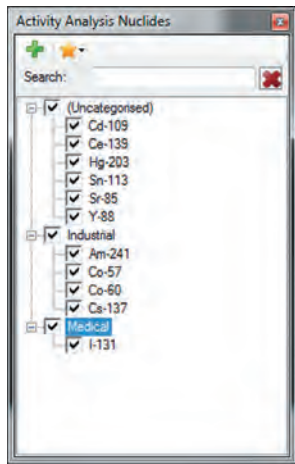 Activity Analysis Nuclides
Search:
(Uncategorised)
Cd-109
Ce-139
Hg-203
Sn-113
Sr-85
Y-88
Industrial
Am-241
Co-57
Co-60
Cs-137
Medical
I-131